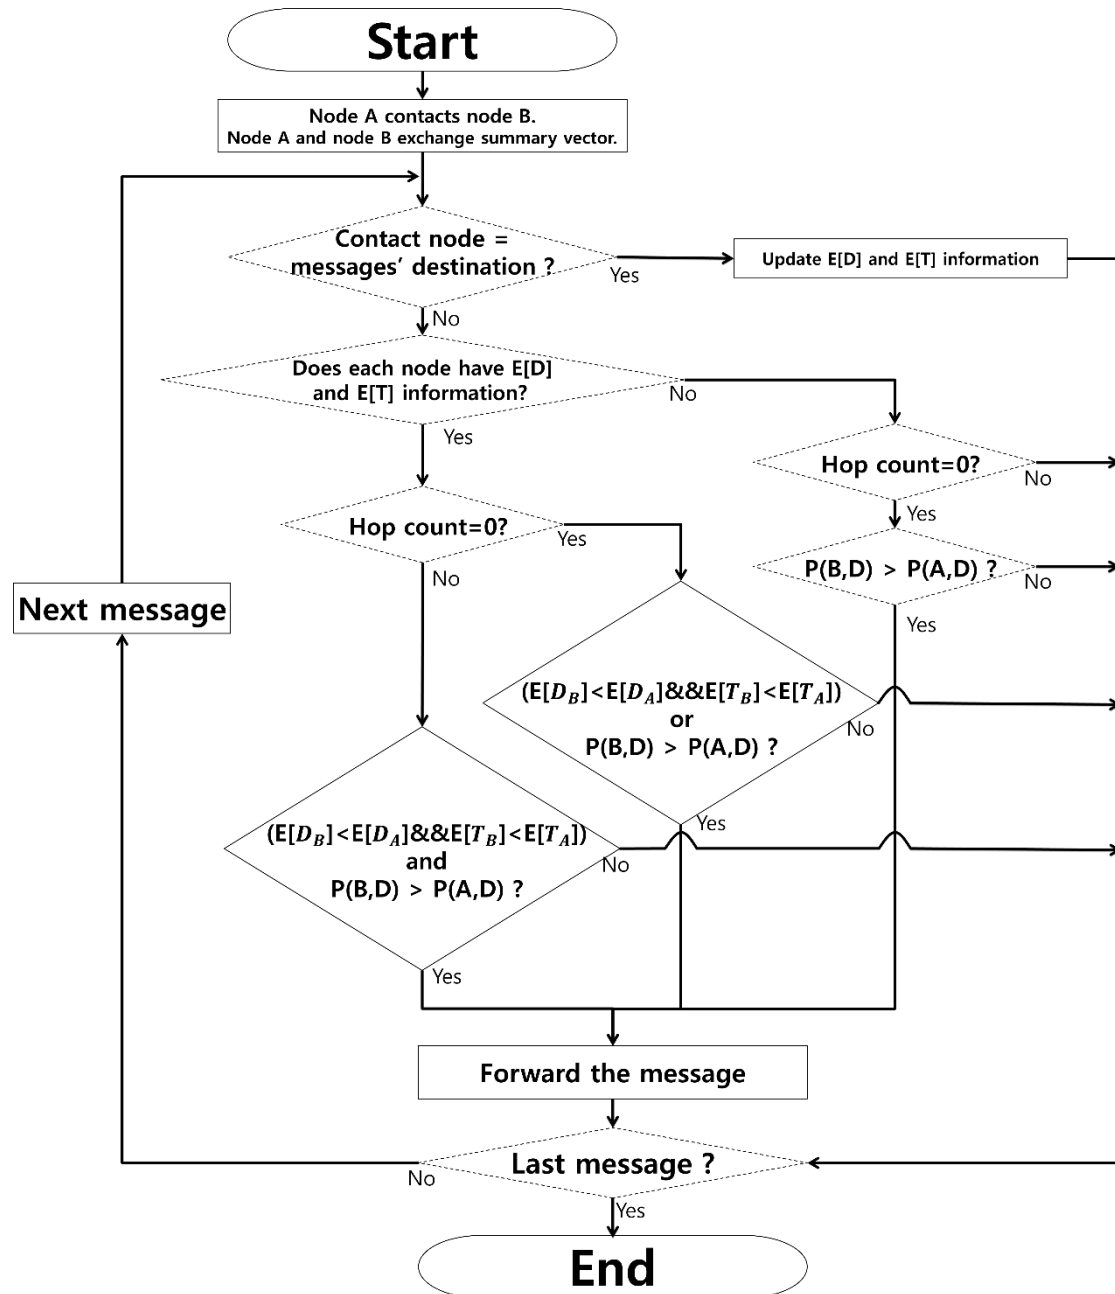 Start
Node A contacts node B.
Node A and node B exchange summary vector.
Contact node =
messages’ destination ?
Yes
Update E[D] and E[T] information
No
Does each node have E[D]
and E[T] information?
No
Yes
Hop count=0?
No
Yes
Hop count=0?
Yes
No
P(B,D) > P(A,D) ?
No
Yes
Next message
(E[D_B]<E[D_A]&&E[T_B]<E[T_A])
or
P(B,D) > P(A,D) ?
No
Yes
(E[D_B]<E[D_A]&&E[T_B]<E[T_A])
and
P(B,D) > P(A,D) ?
No
Yes
Forward the message
Last message ?
No
Yes
End